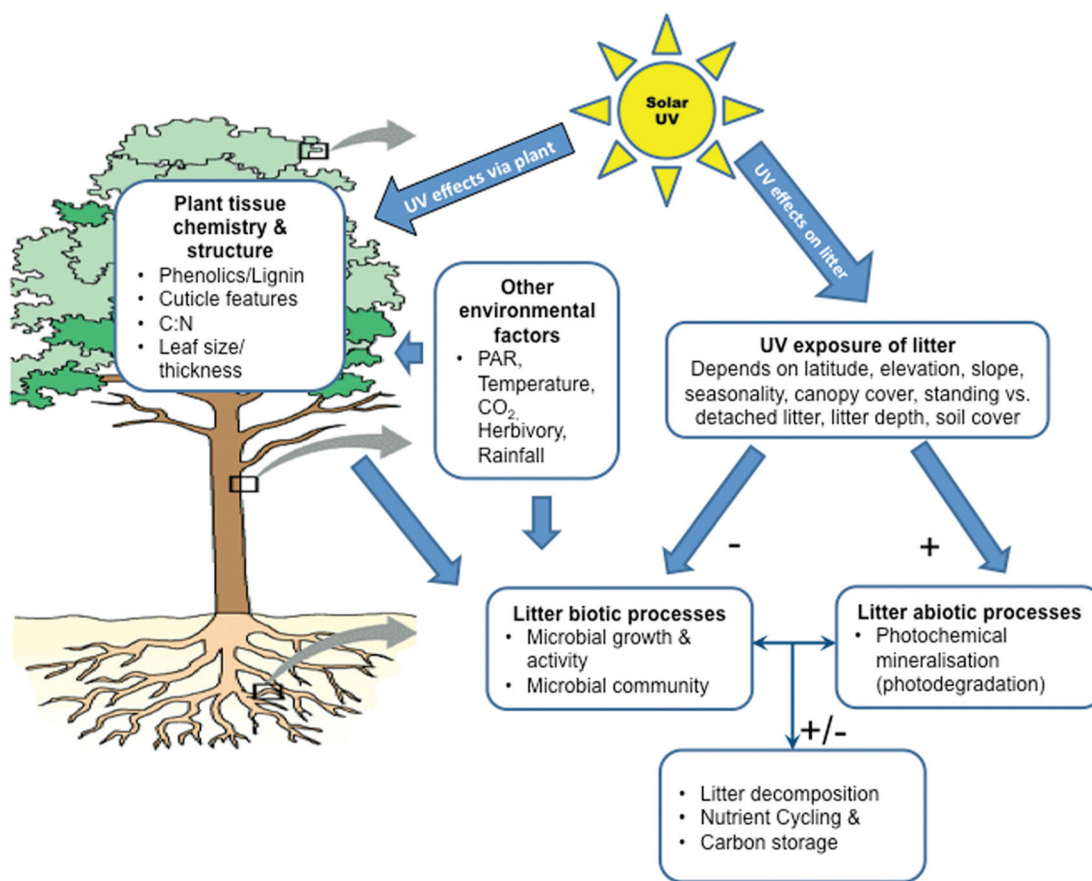 Solar
UV
UV effects via plant
UV effects on litter
Plant tissue
chemistry &
structure
• Phenolics/Lignin
• Cuticle features
• C:N
• Leaf size/
thickness
Other
environmental
factors
• PAR,
Temperature,
CO2,
Herbivory,
Rainfall
UV exposure of litter
Depends on latitude, elevation, slope,
seasonality, canopy cover, standing vs.
detached litter, litter depth, soil cover
-
+
Litter biotic processes
• Microbial growth &
activity
• Microbial community
Litter abiotic processes
• Photochemical
mineralisation
(photodegradation)
+/-
• Litter decomposition
• Nutrient Cycling &
• Carbon storage